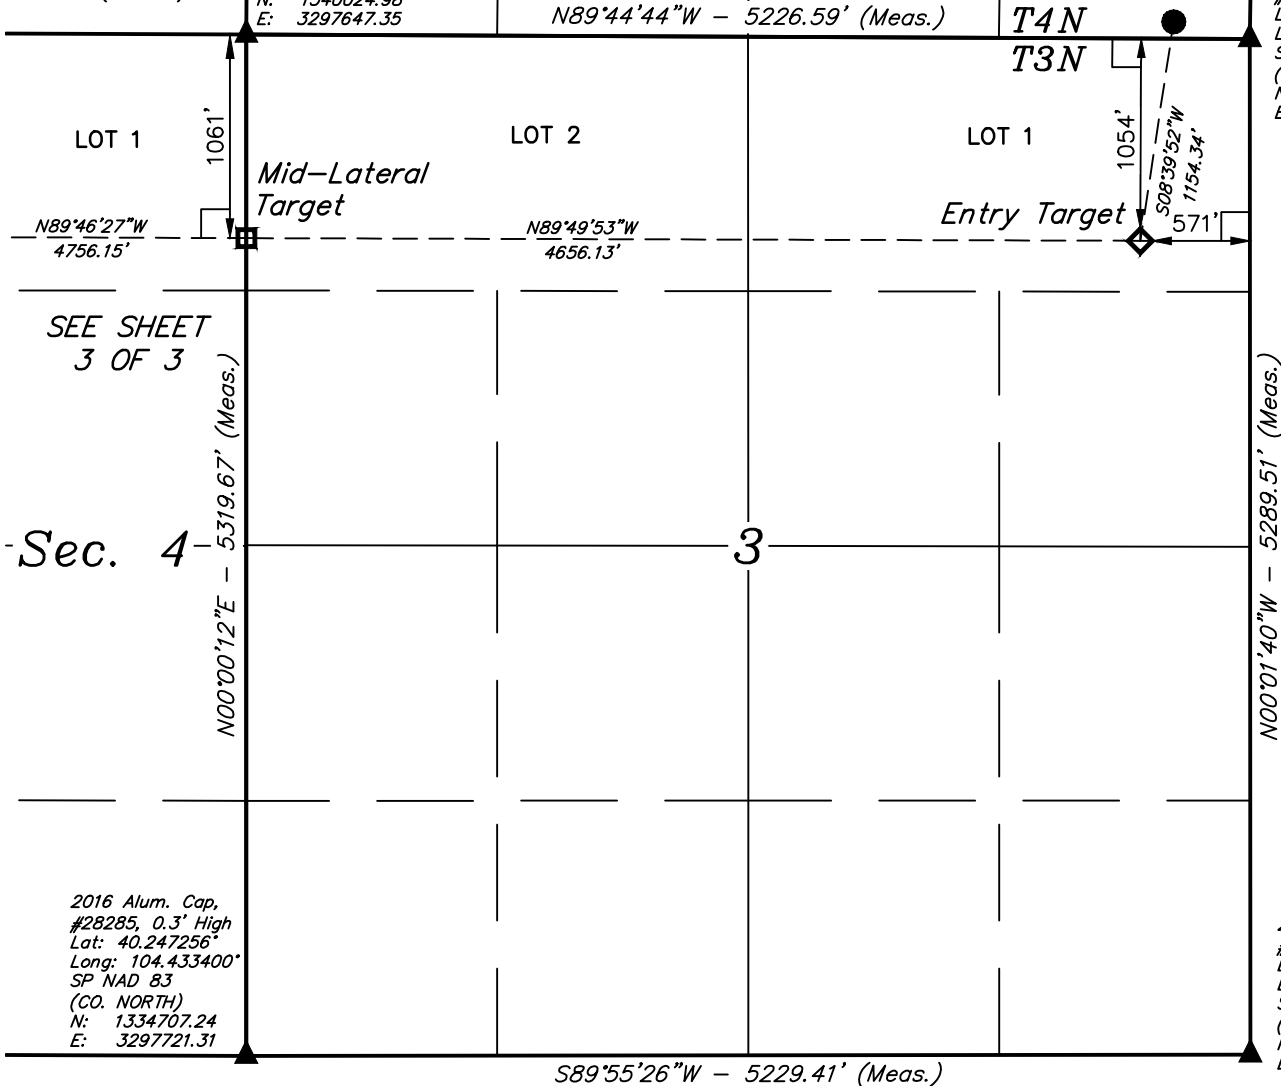 E: 3297647.35
N89°44'44"W - 5226.59' (Meas.)
T4N
T3N
LOT 1
1061'
LOT 2
LOT 1
1054'
S08°39'52"W
1154.34'
Mid-Lateral
Target
Entry Target
571'
N89°46'27"W
4756.15'
N89°49'53"W
4656.13'
SEE SHEET
3 OF 3
N00°00'12"E - 5319.67' (Meas.)
N00°01'40"W - 5289.51' (Meas.)
Sec. 4
3
2016 Alum. Cap,
#28285, 0.3' High
Lat: 40.247256°
Long: 104.433400°
SP NAD 83
(CO. NORTH)
N: 1334707.24
E: 3297721.31
S89°55'26"W - 5229.41' (Meas.)